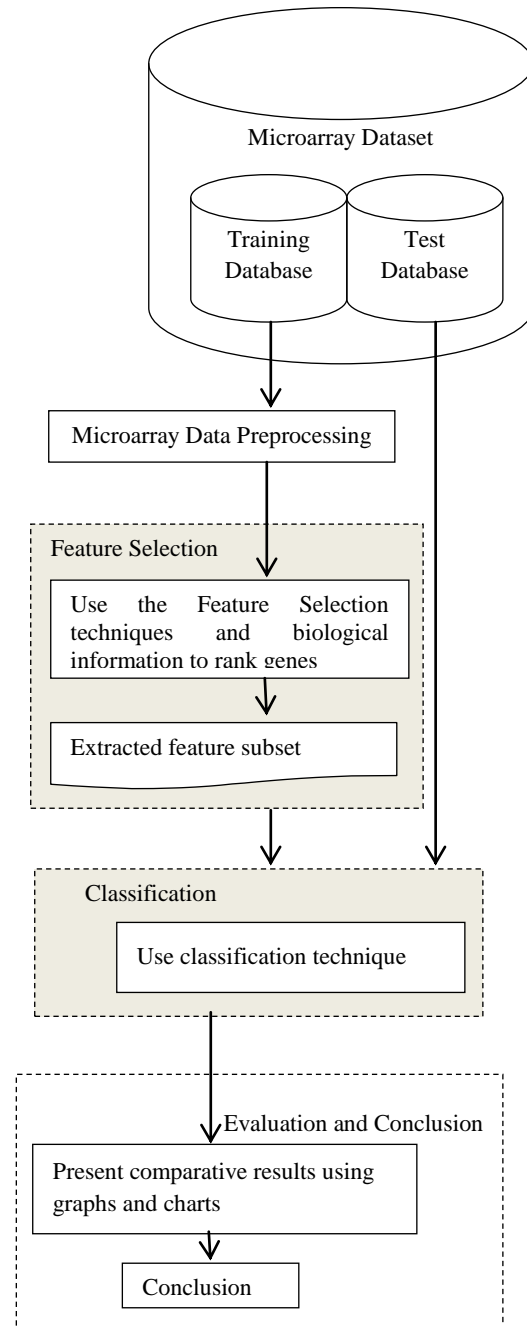 Microarray Dataset
Training
Database
Test
Database
Microarray Data Preprocessing
Feature Selection
Use the Feature Selection
techniques and biological
information to rank genes
Extracted feature subset
Classification
Use classification technique
Evaluation and Conclusion
Present comparative results using
graphs and charts
Conclusion